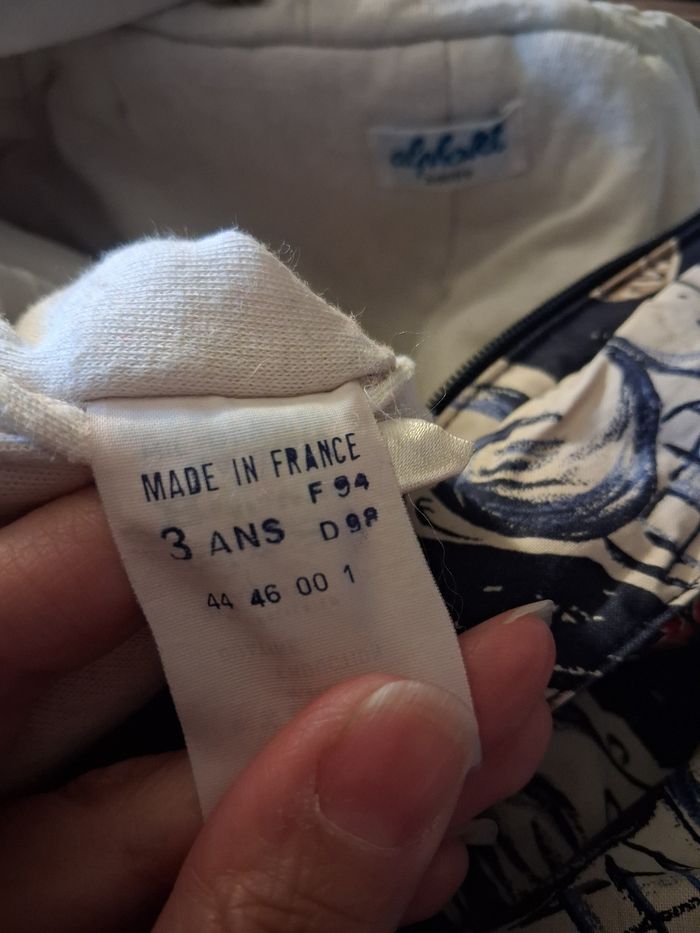 MADE IN FRANCE
F 94
3 ANS D 98
44 46 00 1